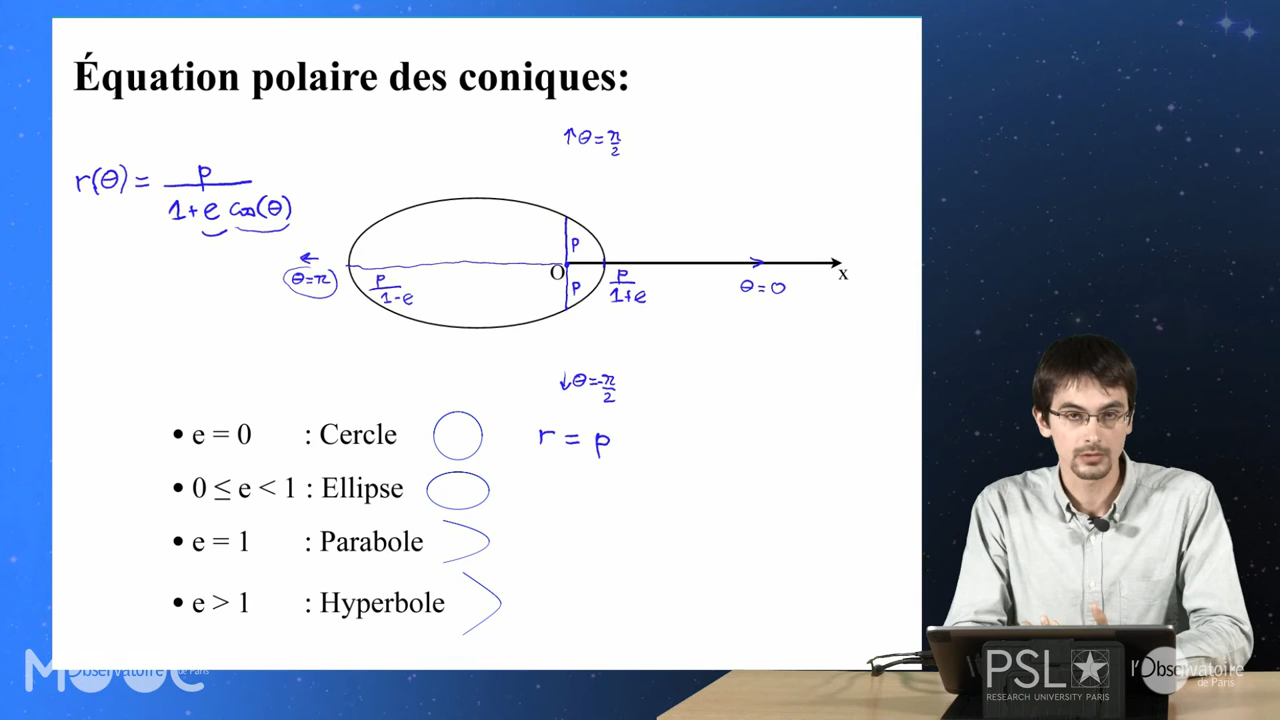 Équation polaire des coniques:
↑θ=π/2
r(θ) = p/(1+e cos(θ))
p
O
x
←
θ=π
p/(1-e)
p
p/(1+e)
θ=0
↓θ=-π/2
• e = 0 : Cercle
r = p
• 0 ≤ e < 1 : Ellipse
• e = 1 : Parabole
• e > 1 : Hyperbole
MOOC
l'Observatoire de Paris
PSL
RESEARCH UNIVERSITY PARIS
l'Observatoire
de Paris